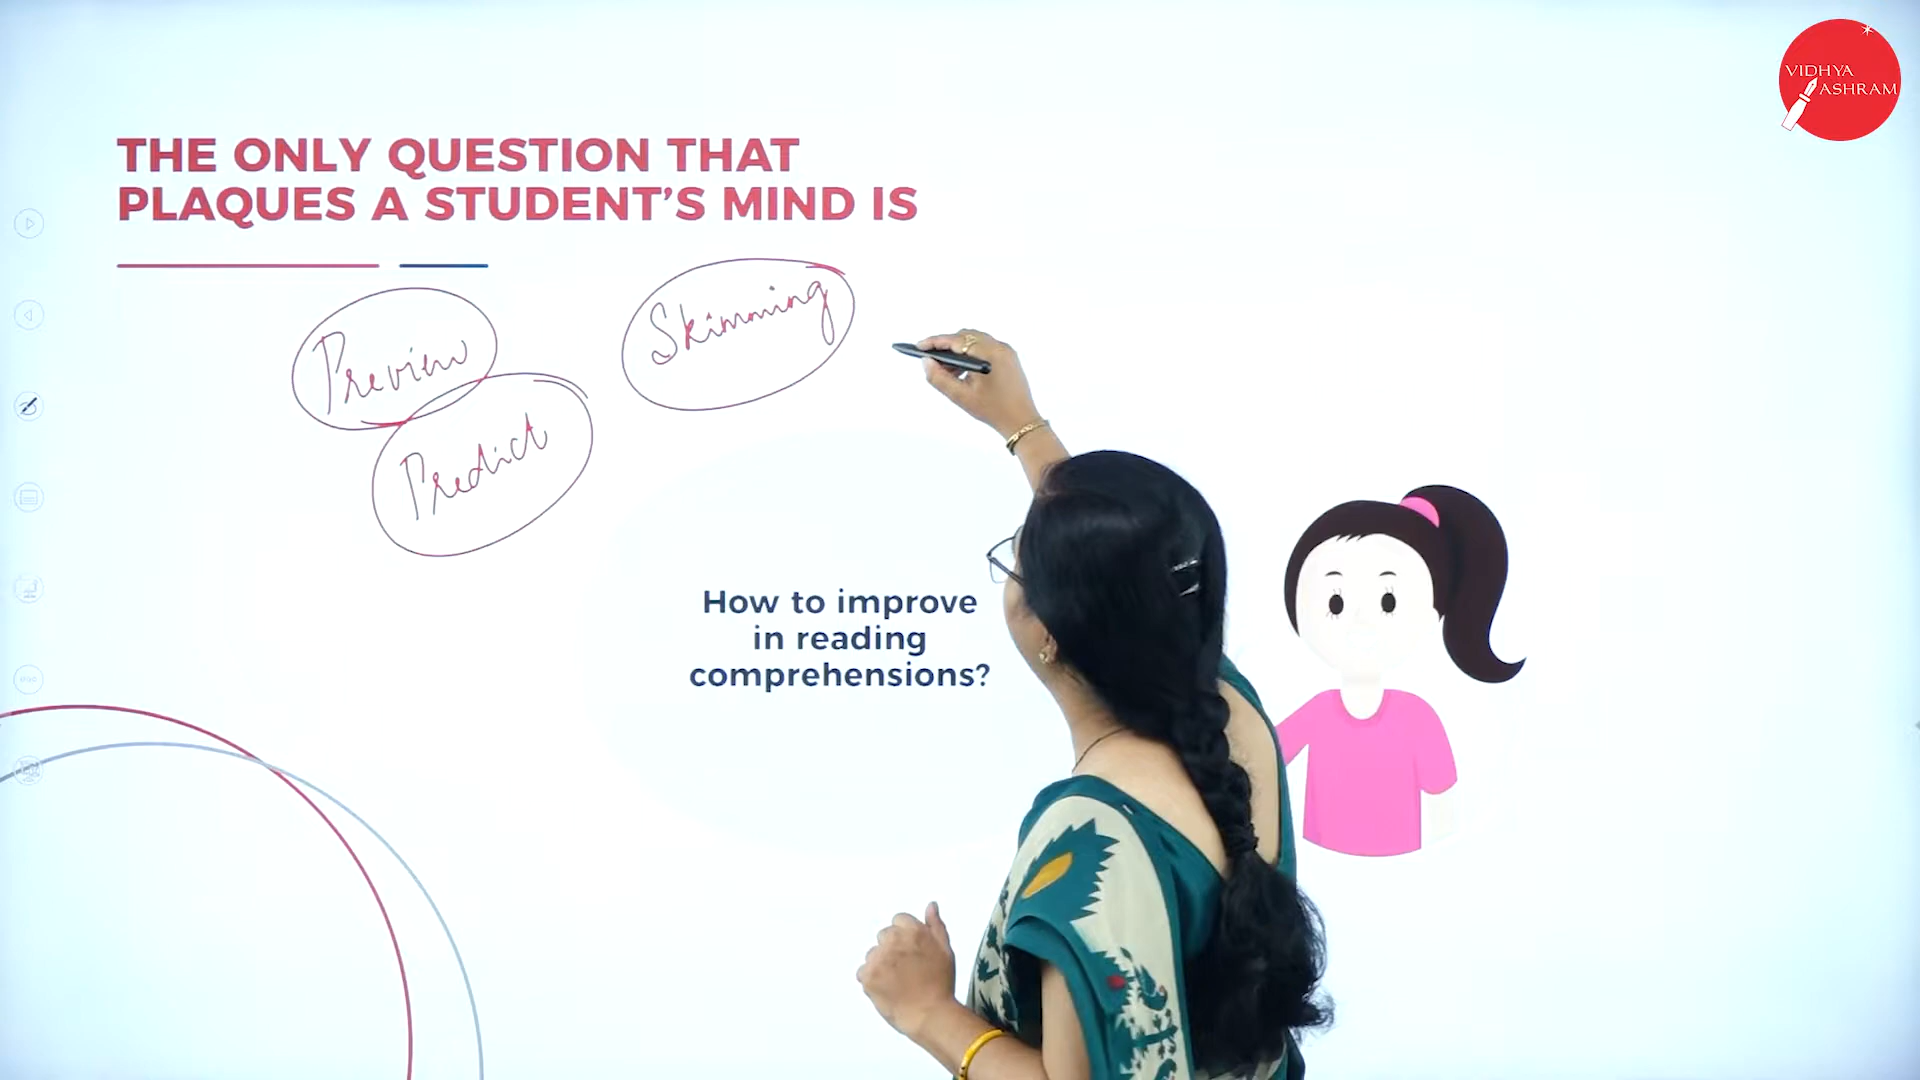 VIDHYA
ASHRAM
THE ONLY QUESTION THAT
PLAQUES A STUDENT'S MIND IS
Preview
Skimming
Predict
How to improve
in reading
comprehensions?